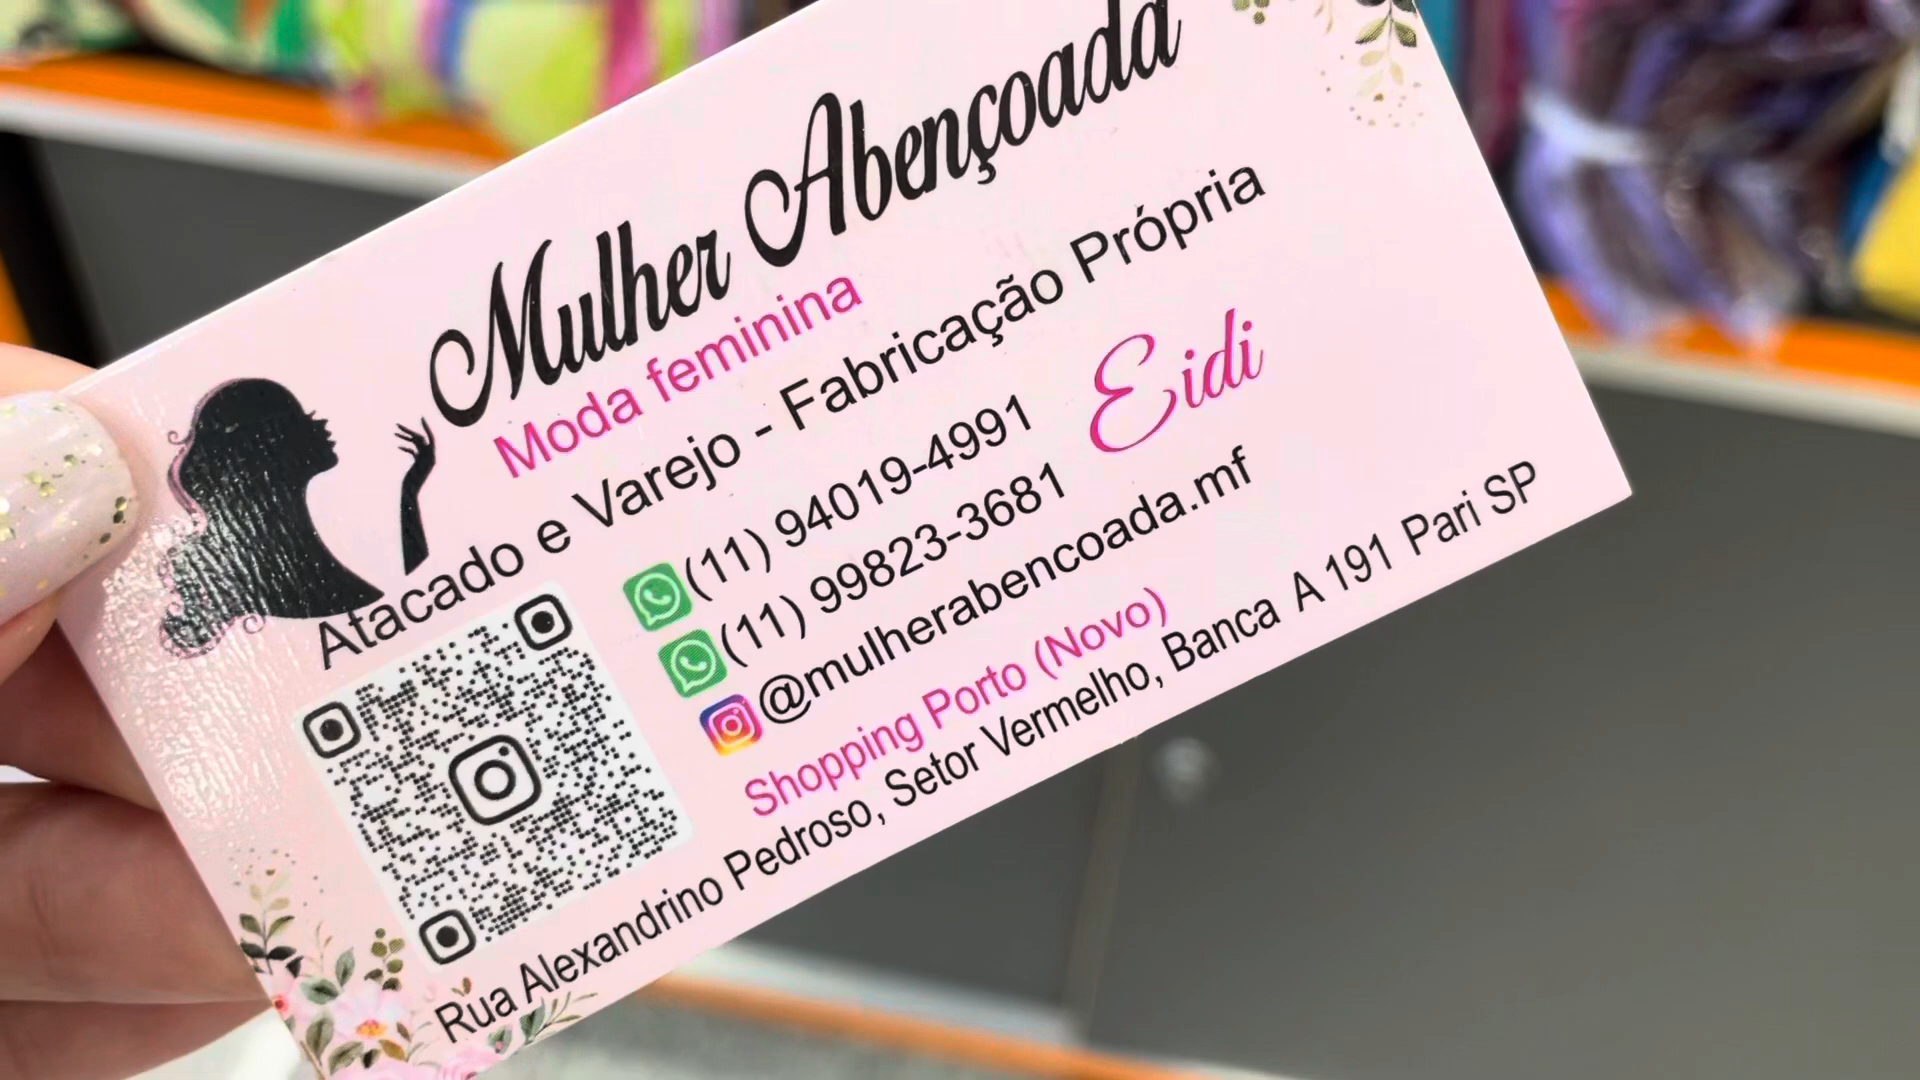 Mulher Abençoada
Moda feminina
Atacado e Varejo - Fabricação Própria
(11) 94019-4991
Eidi
(11) 99823-3681
@mulherabencoada.mf
Shopping Porto (Novo)
Rua Alexandrino Pedroso, Setor Vermelho, Banca A 191 Pari SP